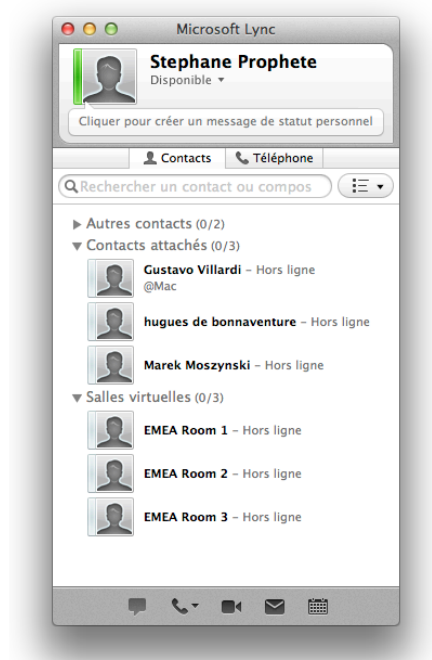 Microsoft Lync
Stephane Prophete
Disponible
Cliquer pour créer un message de statut personnel
Contacts Téléphone
Rechercher un contact ou compos
Autres contacts (0/2)
Contacts attachés (0/3)
Gustavo Villardi – Hors ligne
@Mac
hugues de bonnaventure – Hors ligne
Marek Moszynski – Hors ligne
Salles virtuelles (0/3)
EMEA Room 1 – Hors ligne
EMEA Room 2 – Hors ligne
EMEA Room 3 – Hors ligne